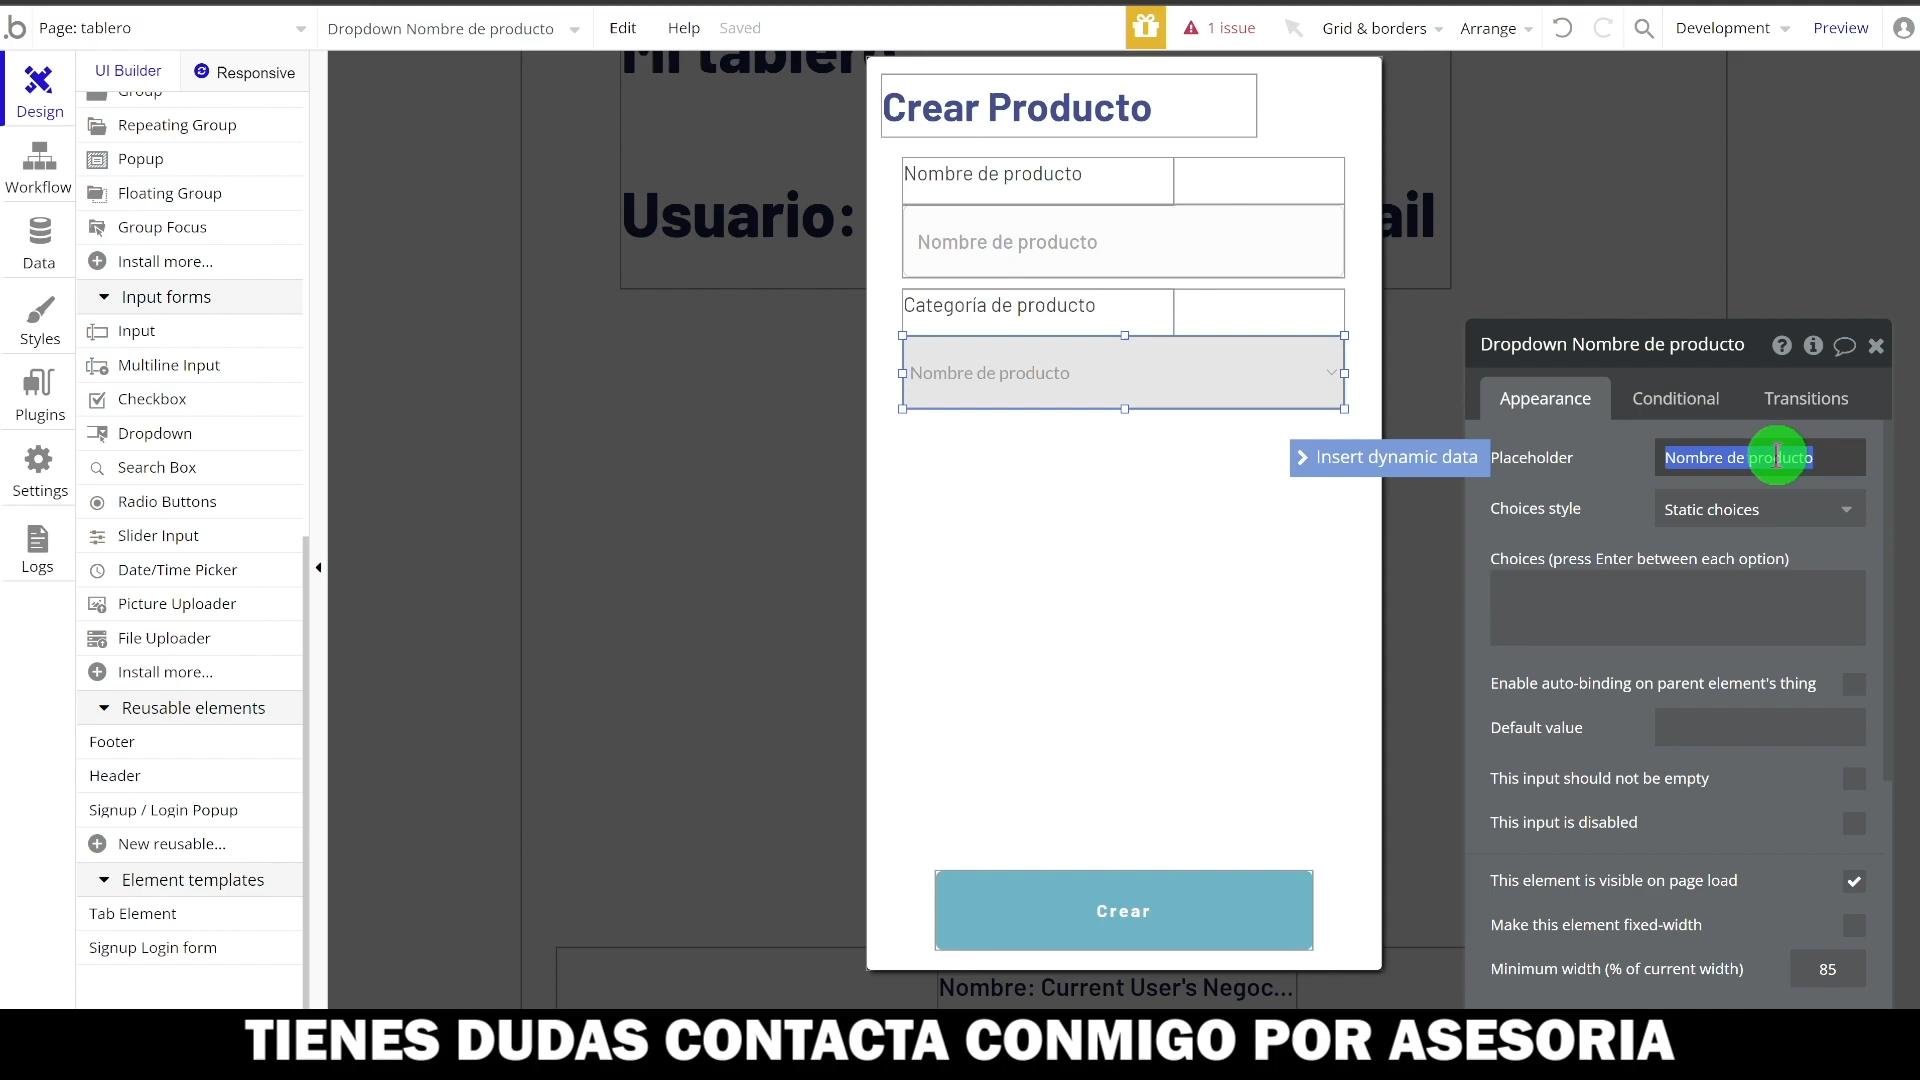 Page: tablero
Dropdown Nombre de producto
Edit
Help
Saved
1 issue
Grid & borders
Arrange
Development
Preview
UI Builder
Responsive
Design
Workflow
Data
Styles
Plugins
Settings
Logs
Group
Repeating Group
Popup
Floating Group
Group Focus
Install more...
Input forms
Input
Multiline Input
Checkbox
Dropdown
Search Box
Radio Buttons
Slider Input
Date/Time Picker
Picture Uploader
File Uploader
Install more...
Reusable elements
Footer
Header
Signup / Login Popup
New reusable...
Element templates
Tab Element
Signup Login form
Mi tablero
Usuario:
ail
Crear Producto
Nombre de producto
Nombre de producto
Categoría de producto
Nombre de producto
Crear
Nombre: Current User's Negoc...
Insert dynamic data
Dropdown Nombre de producto
Appearance
Conditional
Transitions
Placeholder
Nombre de producto
Choices style
Static choices
Choices (press Enter between each option)
Enable auto-binding on parent element's thing
Default value
This input should not be empty
This input is disabled
This element is visible on page load
Make this element fixed-width
Minimum width (% of current width)
85
TIENES DUDAS CONTACTA CONMIGO POR ASESORIA